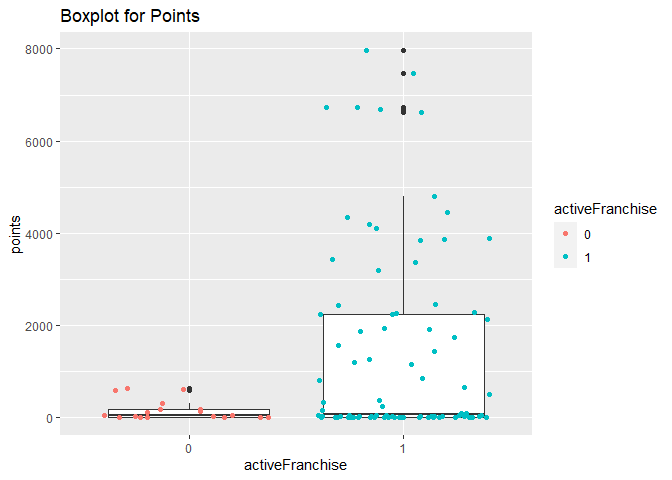 Boxplot for Points
8000
6000
4000
2000
0
points
0
1
activeFranchise
activeFranchise
0
1